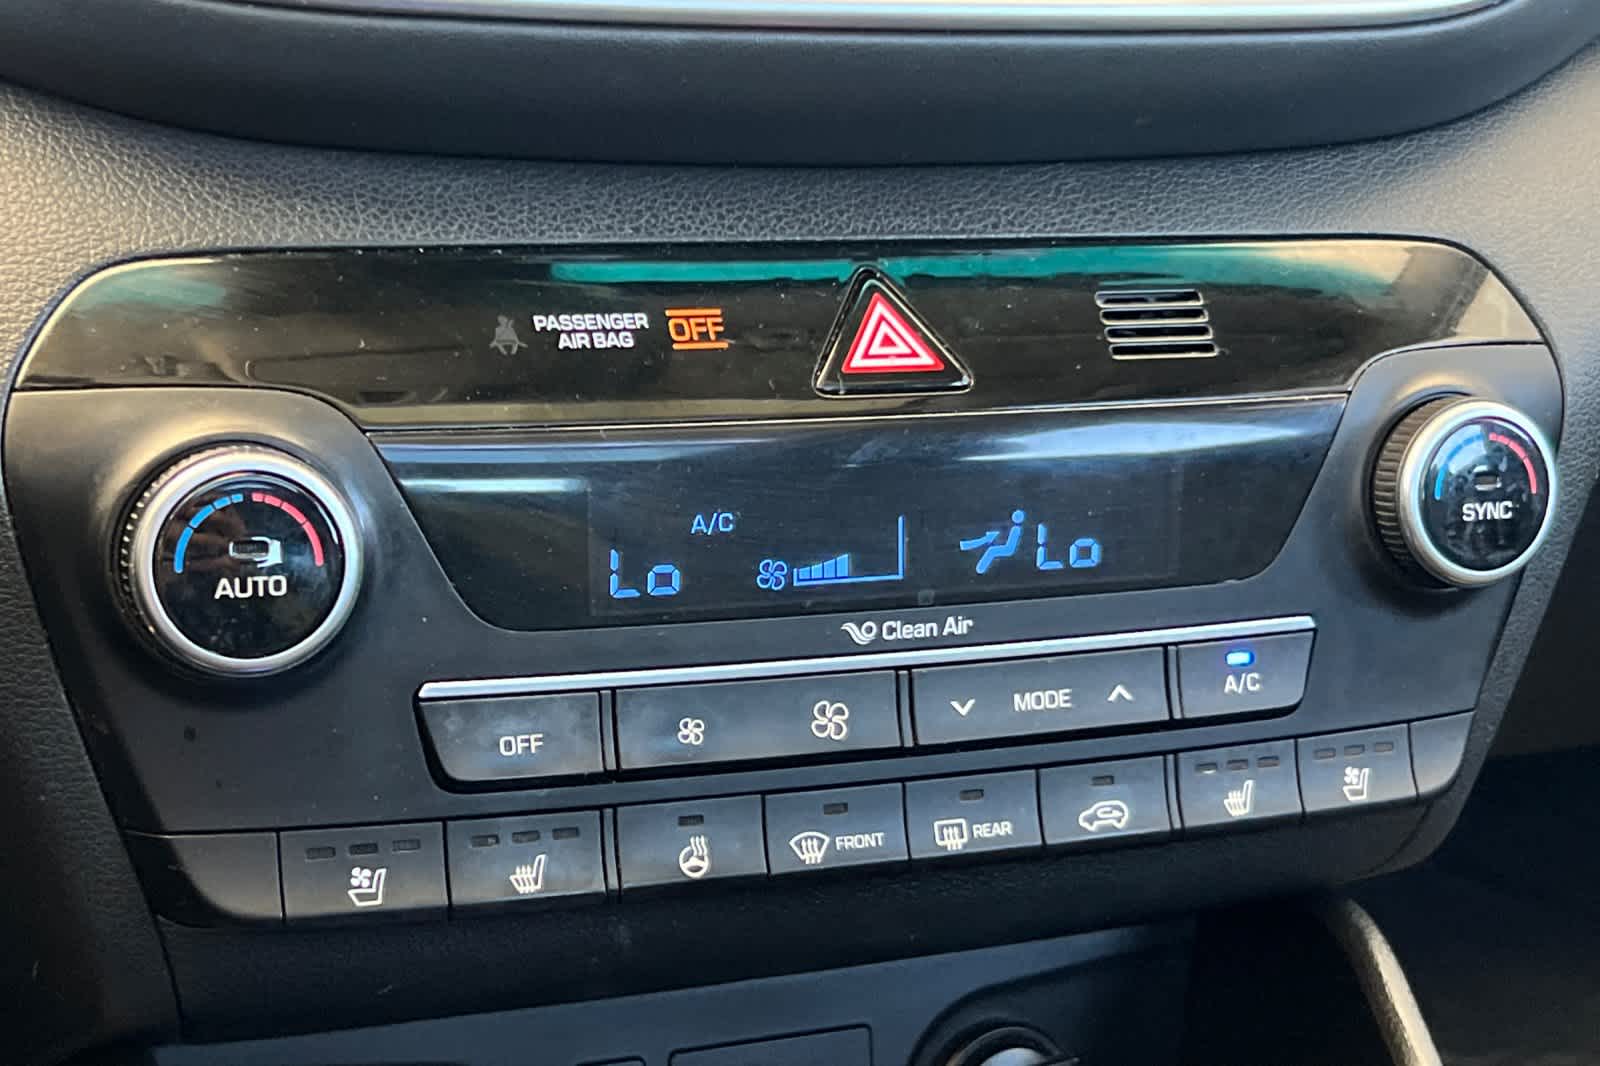 PASSENGER
AIR BAG
OFF
A/C
Lo
Lo
AUTO
SYNC
Clean Air
OFF
MODE
A/C
FRONT
REAR